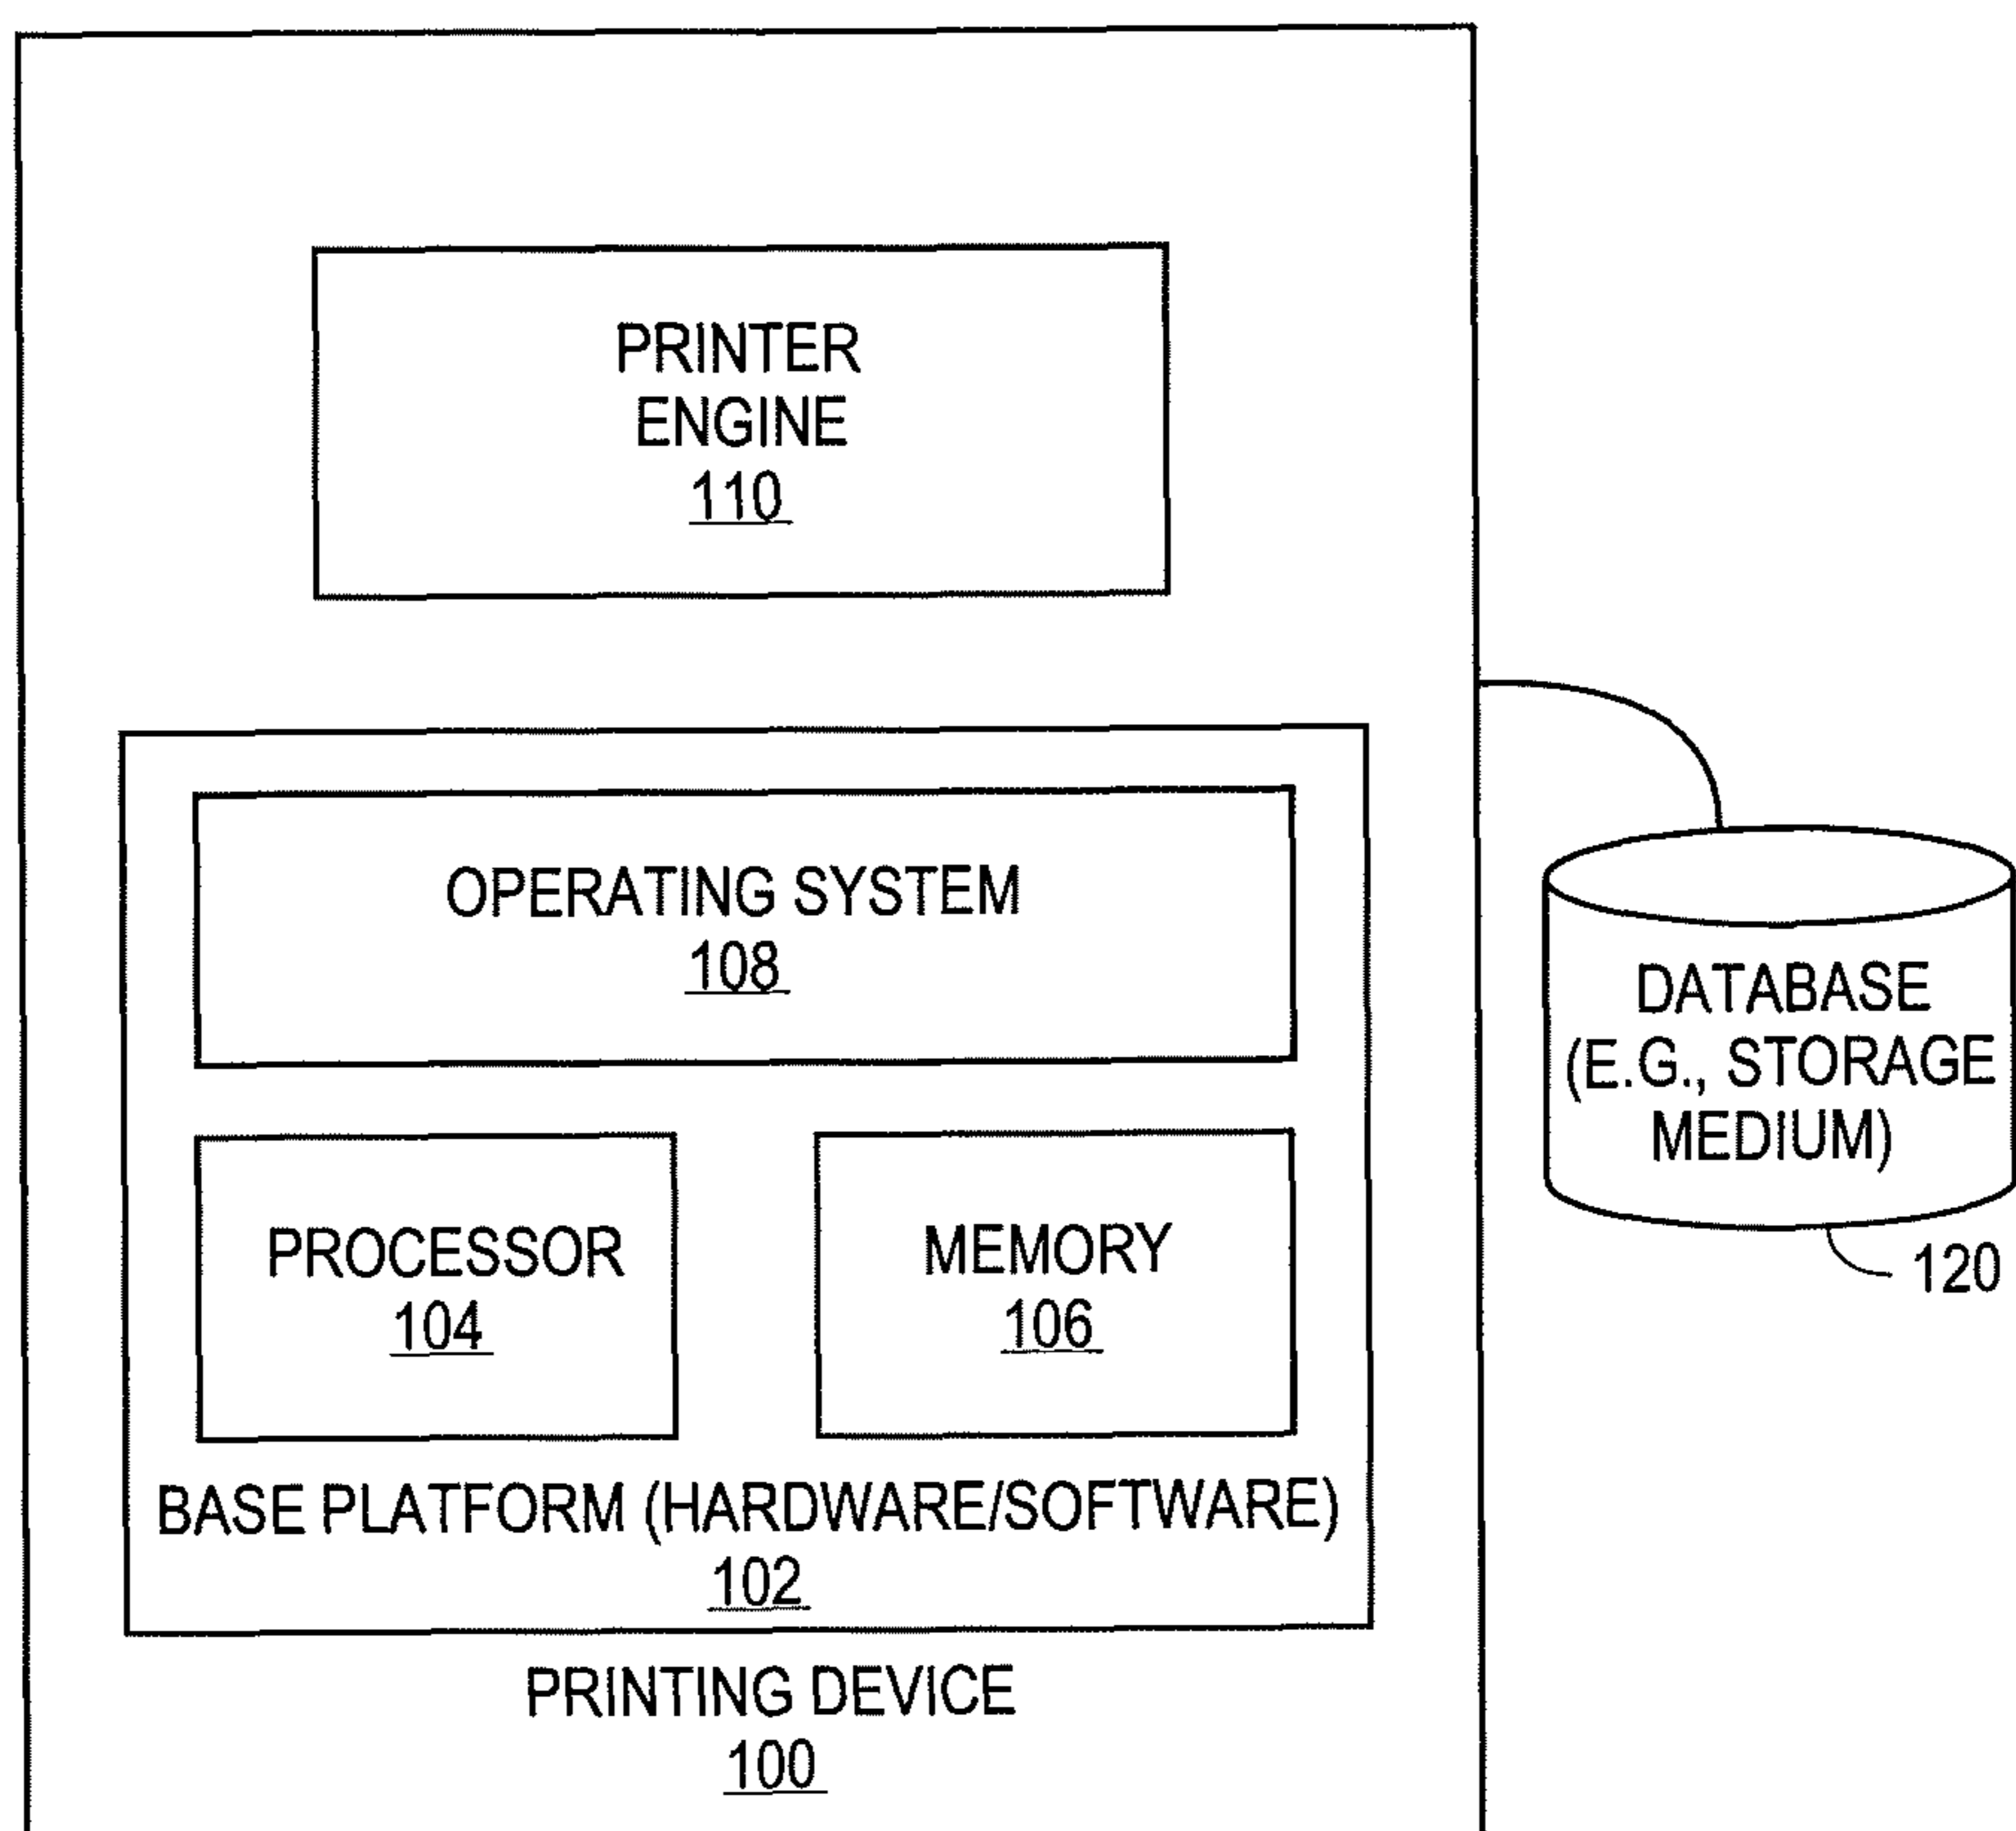 PRINTER
ENGINE
110
OPERATING SYSTEM
108
DATABASE
(E.G., STORAGE
MEDIUM)
120
PROCESSOR
104
MEMORY
106
BASE PLATFORM (HARDWARE/SOFTWARE)
102
PRINTING DEVICE
100